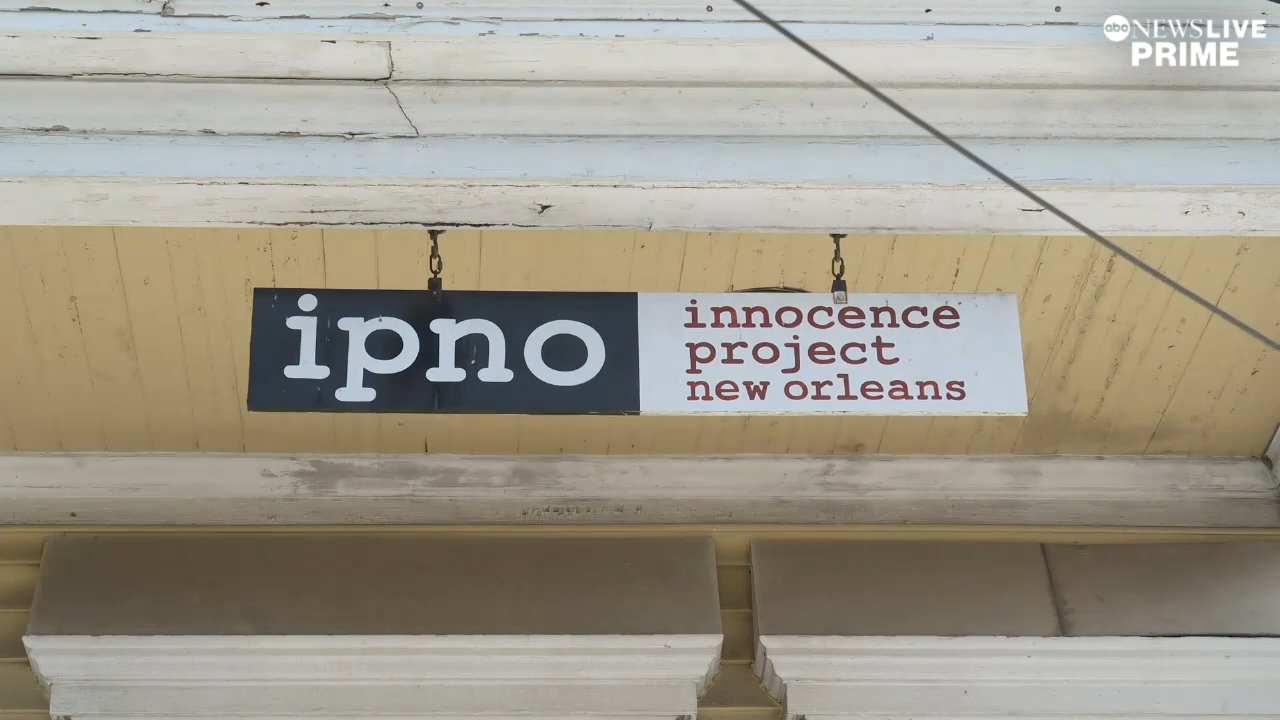 abc NEWS LIVE
PRIME
ipno
innocence
project
new orleans